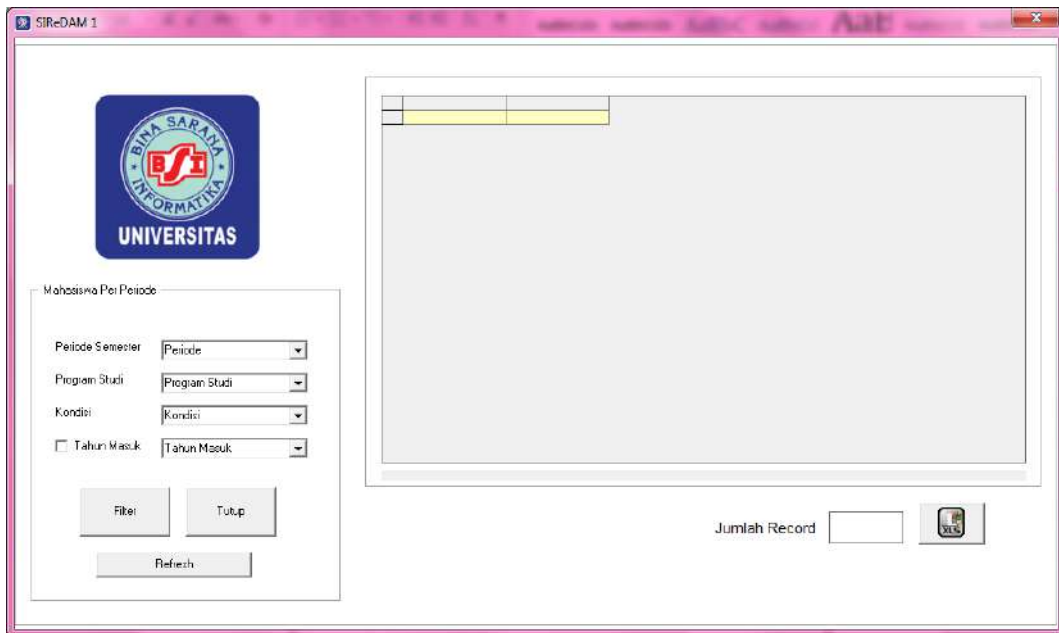 SIReDAM 1
BINA SARANA
INFORMATIKA
BSI
UNIVERSITAS
Mahasiswa Per Periode
Periode Semester Periode
Program Studi Program Studi
Kondisi Kondisi
Tahun Masuk Tahun Masuk
Filter Tutup
Refresh
Jumlah Record
XLS